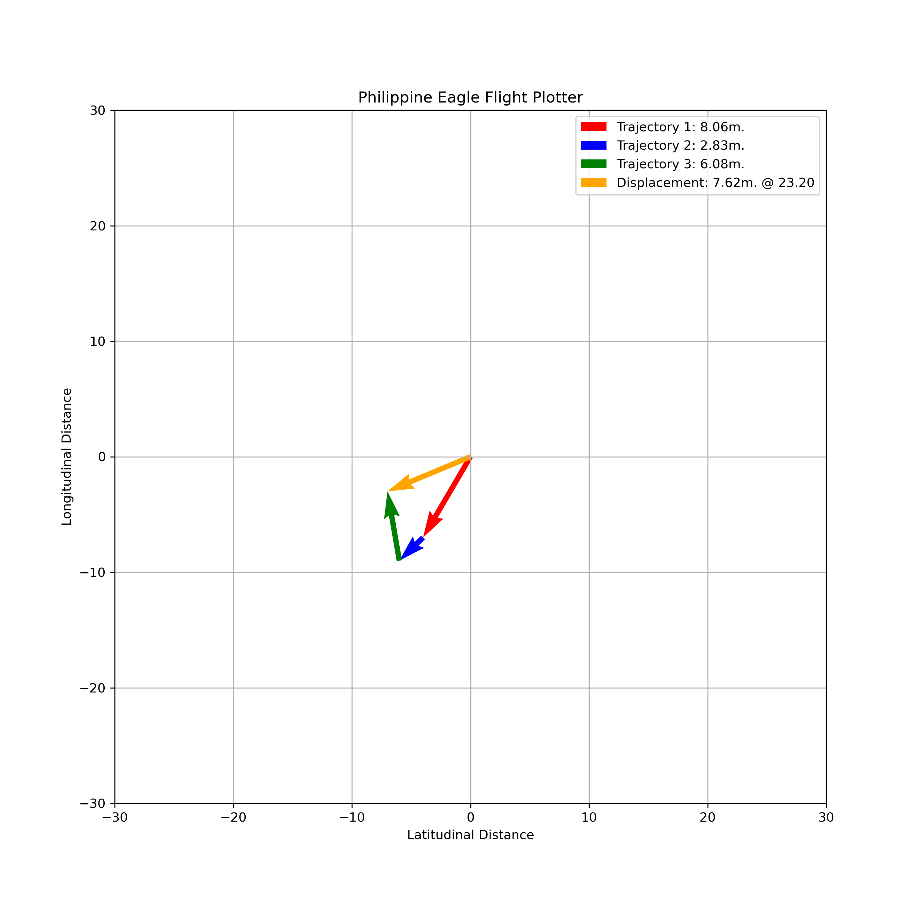 Philippine Eagle Flight Plotter
Trajectory 1: 8.06m.
Trajectory 2: 2.83m.
Trajectory 3: 6.08m.
Displacement: 7.62m. @ 23.20
30
20
10
0
−10
−20
−30
Longitudinal Distance
−30 −20 −10 0 10 20 30
Latitudinal Distance